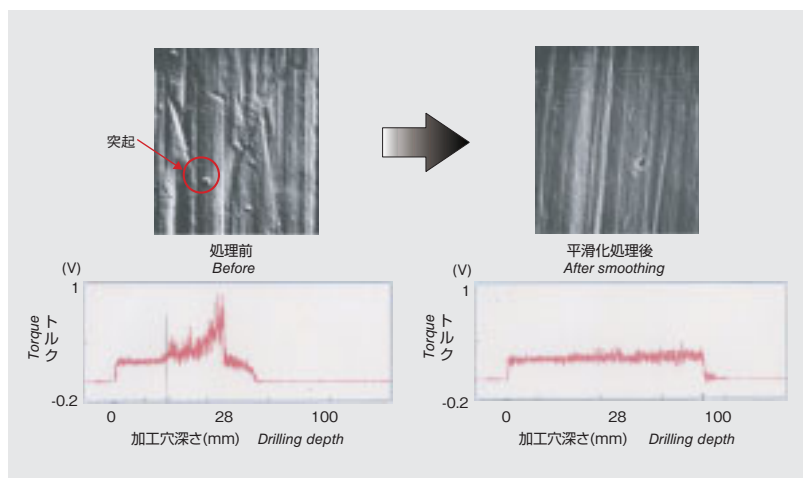 突起
処理前
Before
平滑化処理後
After smoothing
(V)
1
Torque
トルク
-0.2
0 28 100
加工穴深さ(mm) Drilling depth
(V)
1
Torque
トルク
-0.2
0 28 100
加工穴深さ(mm) Drilling depth